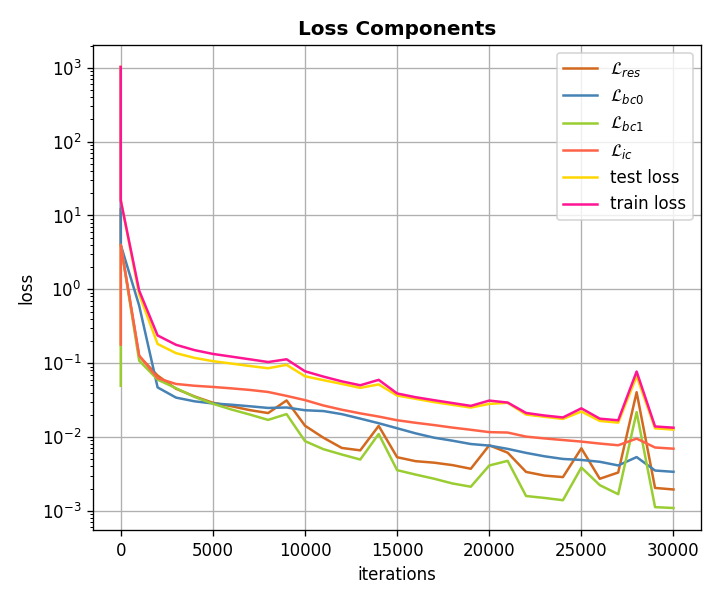 Loss Components
10³
10²
10¹
10⁰
10⁻¹
10⁻²
10⁻³
loss
0 5000 10000 15000 20000 25000 30000
iterations
ℒres
ℒbc0
ℒbc1
ℒic
test loss
train loss